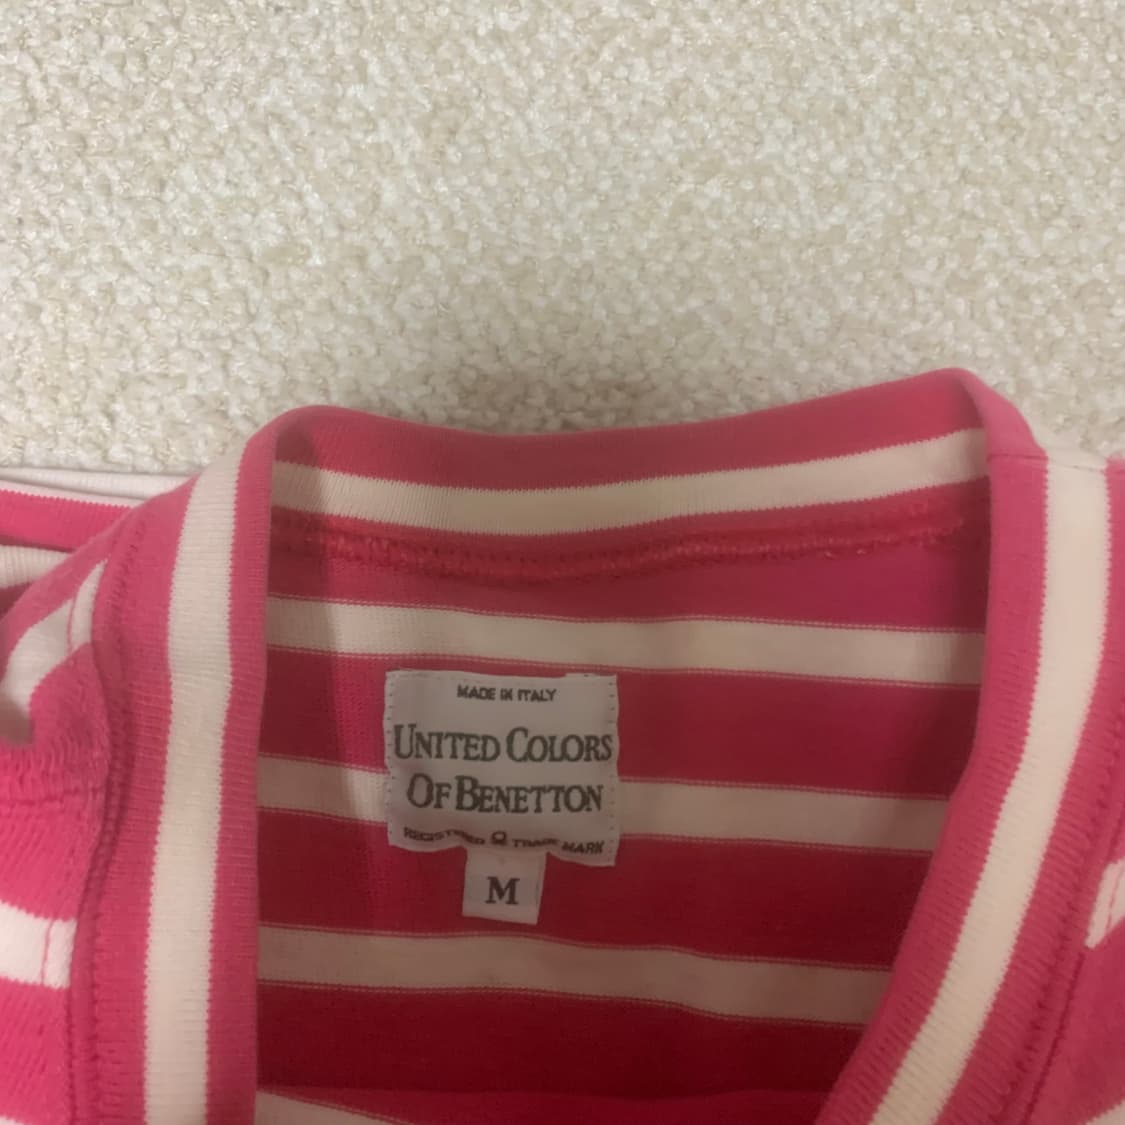 MADE IN ITALY
UNITED COLORS
OF BENETTON
REGISTERED TRADE MARK
M